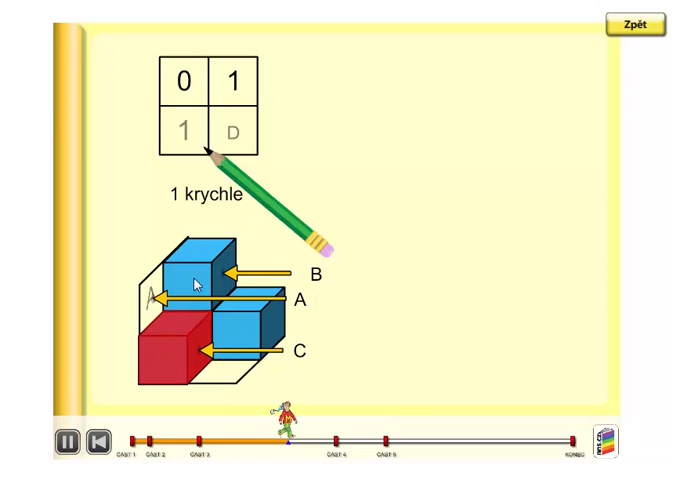 Zpět
0 1
1 D
1 krychle
B
A
A
C
ČÁST 1 ČÁST 2 ČÁST 3 ČÁST 4 ČÁST 5 KONEC